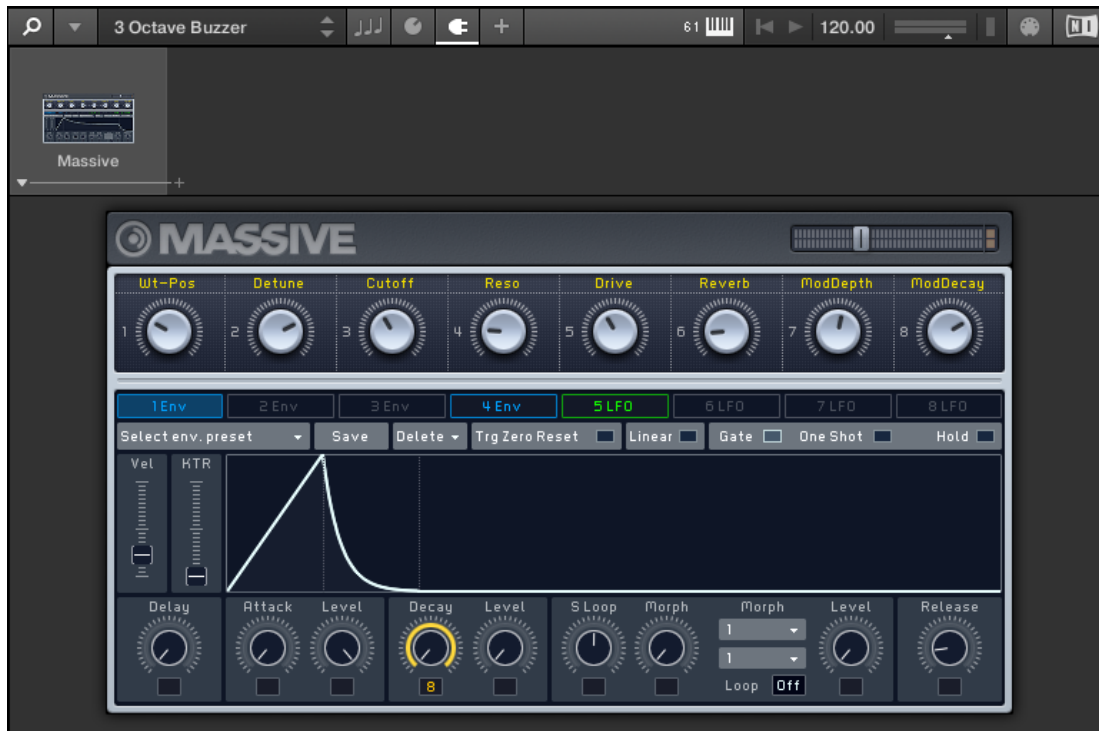 3 Octave Buzzer 61 120.00 NI
Massive
MASSIVE
Wt-Pos Detune Cutoff Reso Drive Reverb ModDepth ModDecay
1 2 3 4 5 6 7 8
1 Env 2 Env 3 Env 4 Env 5 LFO 6 LFO 7 LFO 8 LFO
Select env. preset Save Delete Trg Zero Reset Linear Gate One Shot Hold
Vel KTR
Delay Attack Level Decay Level S Loop Morph Morph Level Release
1
1
8 Loop Off